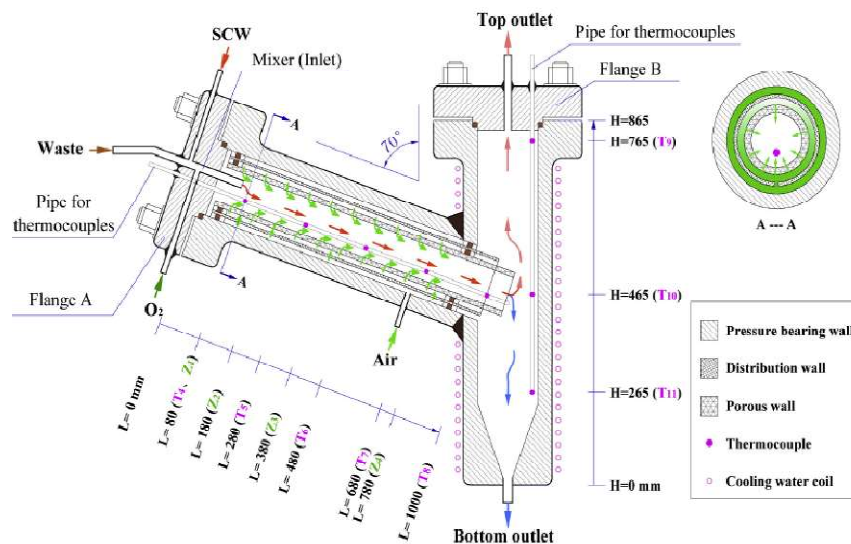 SCW
Mixer (Inlet)
Waste
Pipe for
thermocouples
Flange A
O2
A
A
70°
Air
Top outlet
Pipe for thermocouples
Flange B
H=865
H=765 (T9)
H=465 (T10)
H=265 (T11)
H=0 mm
Bottom outlet
L= 0 mm
L= 80 (T4、Z1)
L= 180 (Z2)
L= 280 (T5)
L= 380 (Z3)
L= 480 (T6)
L= 680 (T7)
L= 780 (Z4)
L= 1000 (T8)
A --- A
Pressure bearing wall
Distribution wall
Porous wall
Thermocouple
Cooling water coil